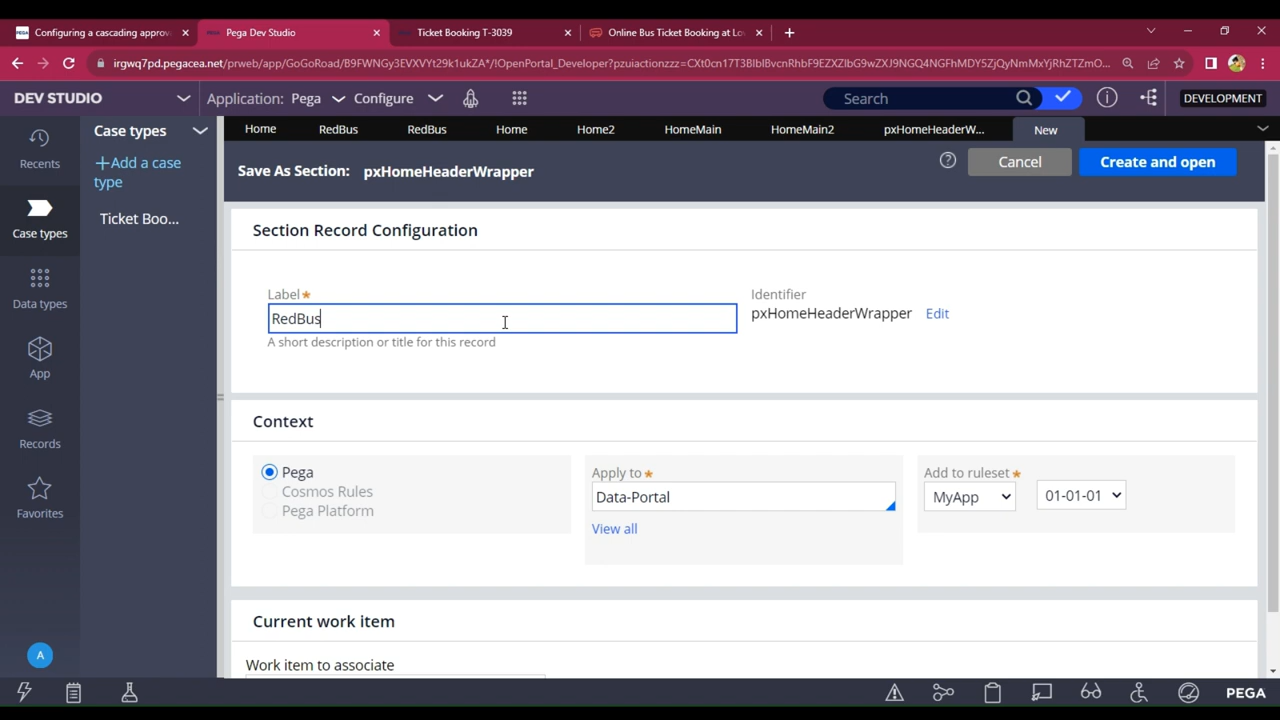 Configuring a cascading approv
Pega Dev Studio
Ticket Booking T-3039
Online Bus Ticket Booking at Lo
DEV STUDIO
Application: Pega
Configure
Search
DEVELOPMENT
Recents
Case types
Data types
App
Records
Favorites
A
Case types
+Add a case
type
Ticket Boo...
Home
RedBus
RedBus
Home
Home2
HomeMain
HomeMain2
pxHomeHeaderW...
New
Save As Section: pxHomeHeaderWrapper
Cancel
Create and open
Section Record Configuration
Label*
RedBus
A short description or title for this record
Identifier
pxHomeHeaderWrapper Edit
Context
Pega
Cosmos Rules
Pega Platform
Apply to*
Data-Portal
View all
Add to ruleset*
MyApp
01-01-01
Current work item
Work item to associate
PEGA